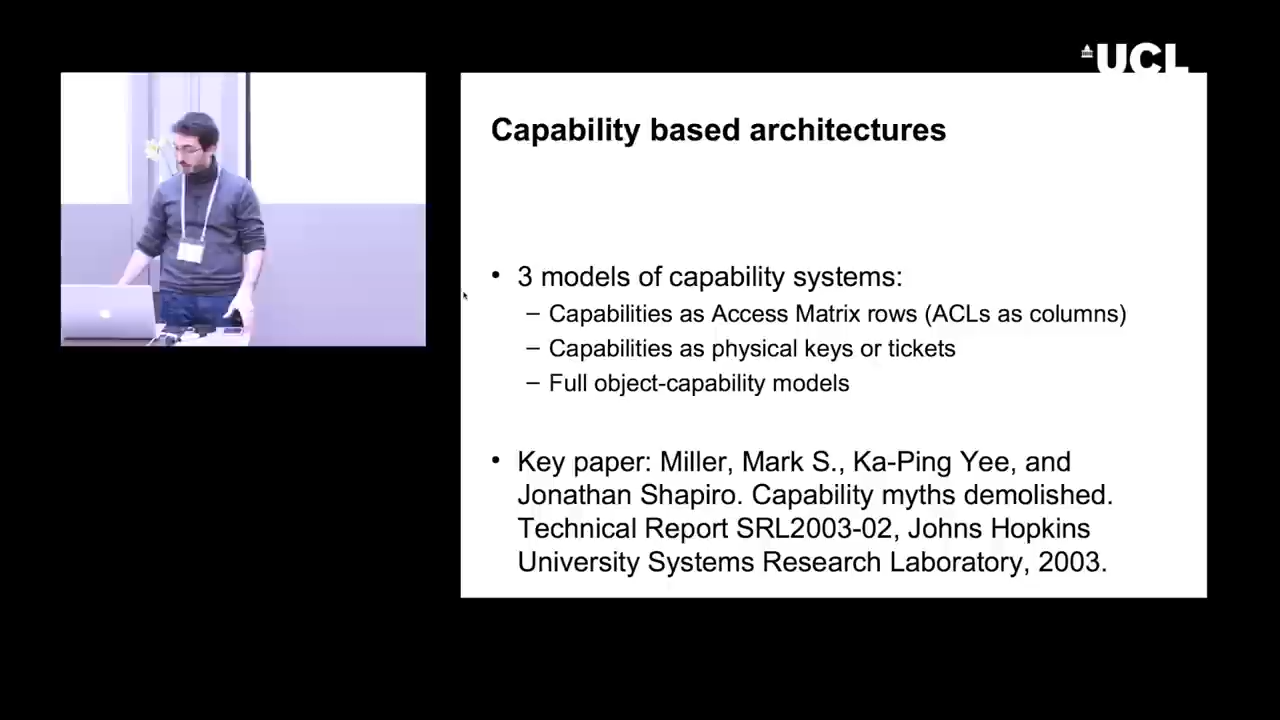 UCL
Capability based architectures
• 3 models of capability systems:
– Capabilities as Access Matrix rows (ACLs as columns)
– Capabilities as physical keys or tickets
– Full object-capability models
• Key paper: Miller, Mark S., Ka-Ping Yee, and
Jonathan Shapiro. Capability myths demolished.
Technical Report SRL2003-02, Johns Hopkins
University Systems Research Laboratory, 2003.